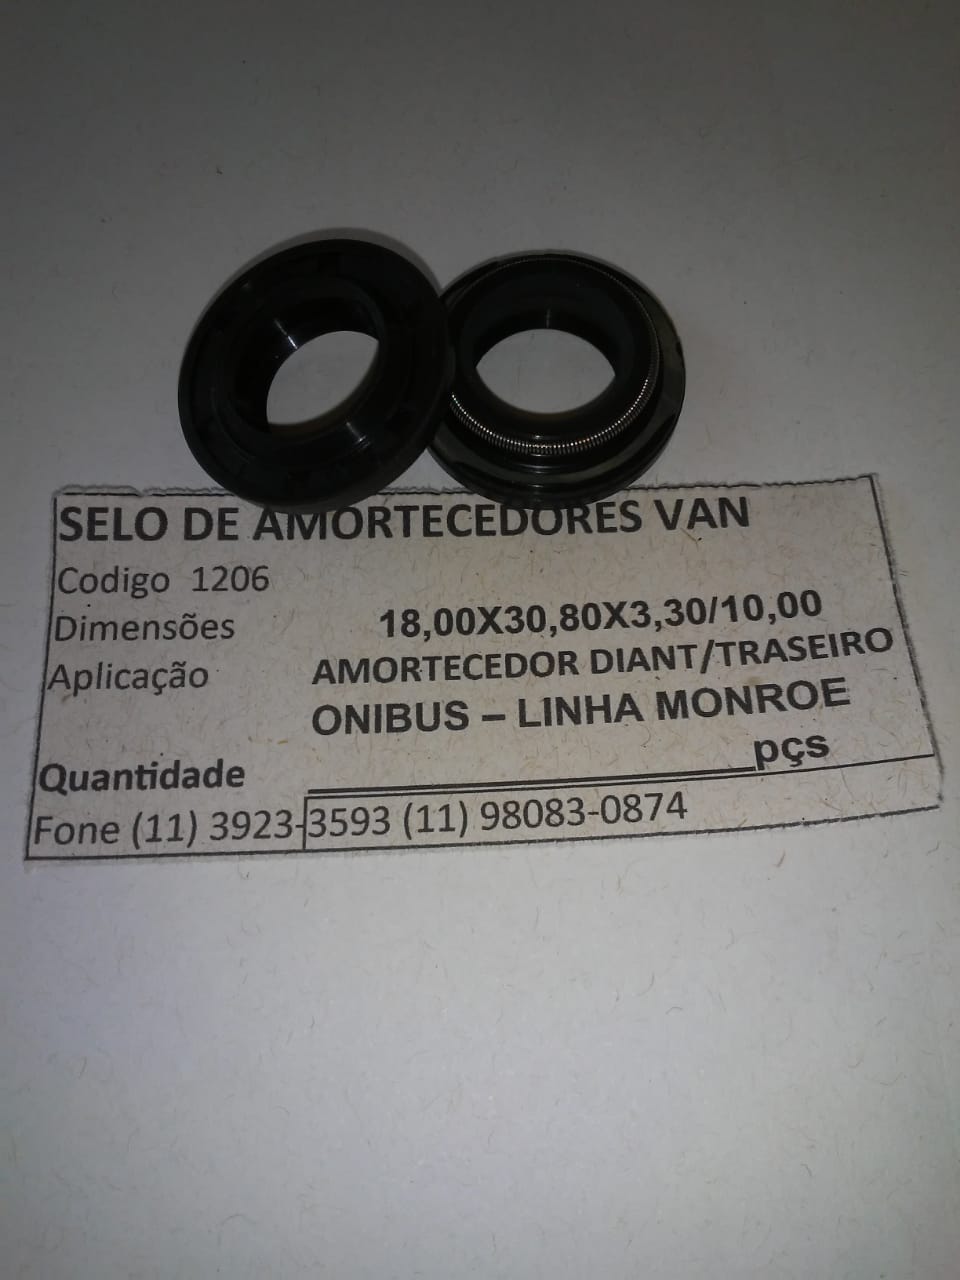 SELO DE AMORTECEDORES VAN
Codigo 1206
Dimensões 18,00X30,80X3,30/10,00
Aplicação AMORTECEDOR DIANT/TRASEIRO
ONIBUS – LINHA MONROE
Quantidade ____________________pçs
Fone (11) 3923-3593 (11) 98083-0874